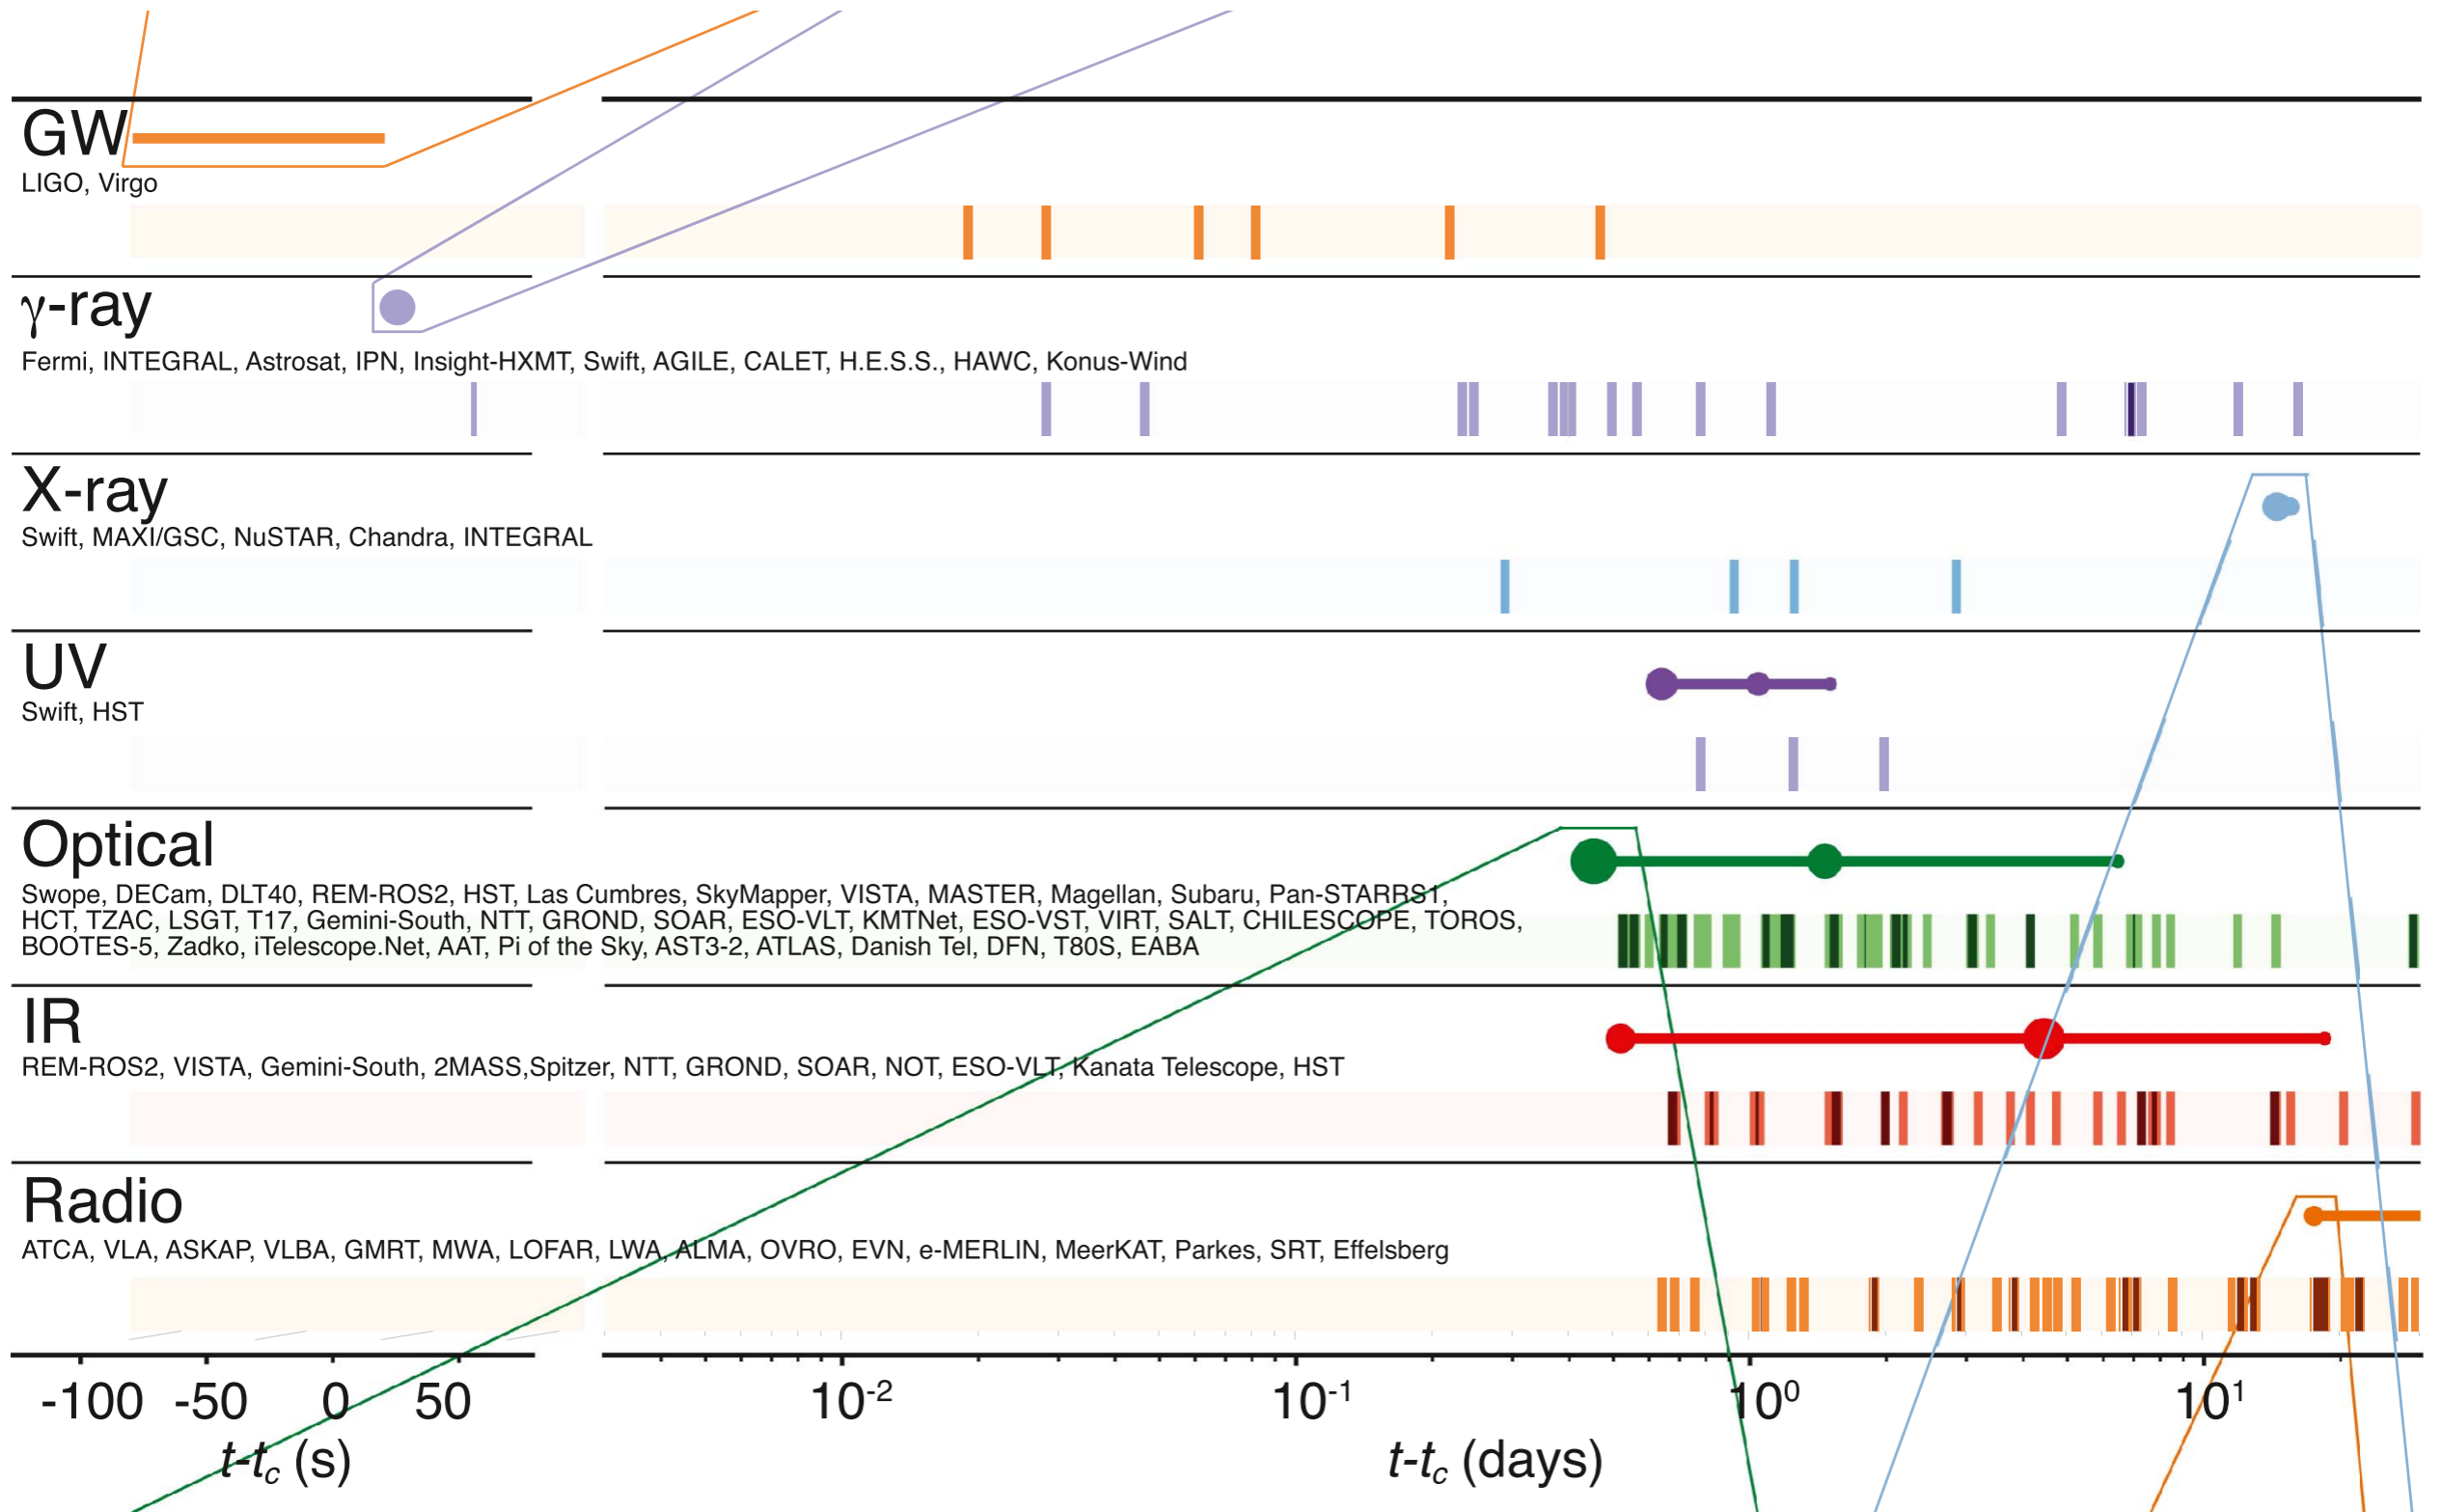 GW
LIGO, Virgo
γ-ray
Fermi, INTEGRAL, Astrosat, IPN, Insight-HXMT, Swift, AGILE, CALET, H.E.S.S., HAWC, Konus-Wind
X-ray
Swift, MAXI/GSC, NuSTAR, Chandra, INTEGRAL
UV
Swift, HST
Optical
Swope, DECam, DLT40, REM-ROS2, HST, Las Cumbres, SkyMapper, VISTA, MASTER, Magellan, Subaru, Pan-STARRS1,
HCT, TZAC, LSGT, T17, Gemini-South, NTT, GROND, SOAR, ESO-VLT, KMTNet, ESO-VST, VIRT, SALT, CHILESCOPE, TOROS,
BOOTES-5, Zadko, iTelescope.Net, AAT, Pi of the Sky, AST3-2, ATLAS, Danish Tel, DFN, T80S, EABA
IR
REM-ROS2, VISTA, Gemini-South, 2MASS,Spitzer, NTT, GROND, SOAR, NOT, ESO-VLT, Kanata Telescope, HST
Radio
ATCA, VLA, ASKAP, VLBA, GMRT, MWA, LOFAR, LWA, ALMA, OVRO, EVN, e-MERLIN, MeerKAT, Parkes, SRT, Effelsberg
-100 -50 0 50 10⁻² 10⁻¹ 10⁰ 10¹
t-tc (s) t-tc (days)